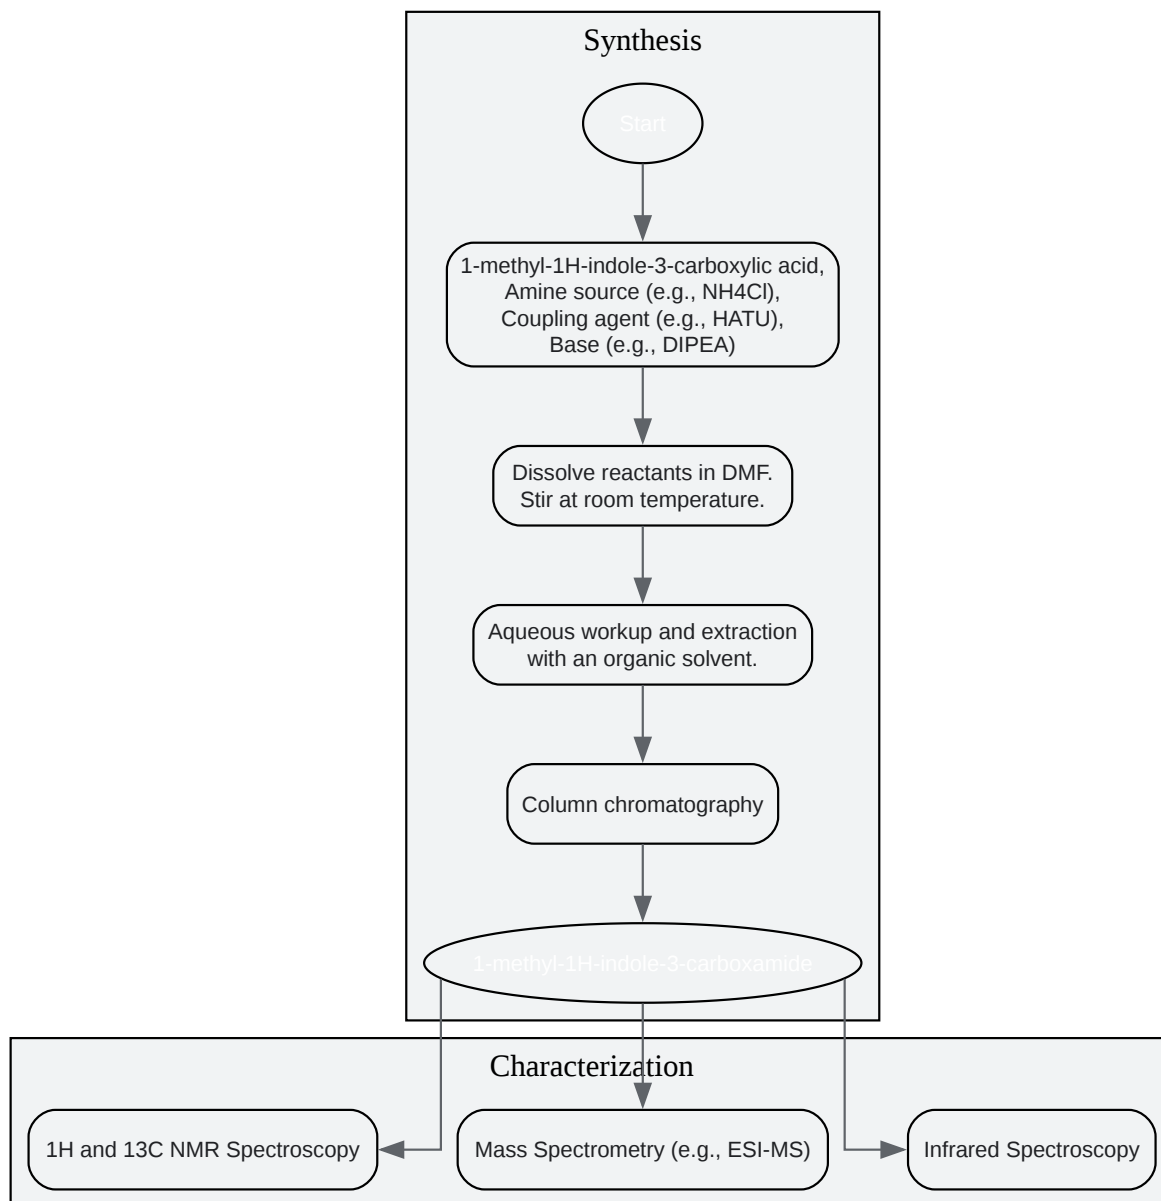 Synthesis
Start
1-methyl-1H-indole-3-carboxylic acid,
Amine source (e.g., NH4Cl),
Coupling agent (e.g., HATU),
Base (e.g., DIPEA)
Dissolve reactants in DMF.
Stir at room temperature.
Aqueous workup and extraction
with an organic solvent.
Column chromatography
1-methyl-1H-indole-3-carboxamide
Characterization
1H and 13C NMR Spectroscopy
Mass Spectrometry (e.g., ESI-MS)
Infrared Spectroscopy